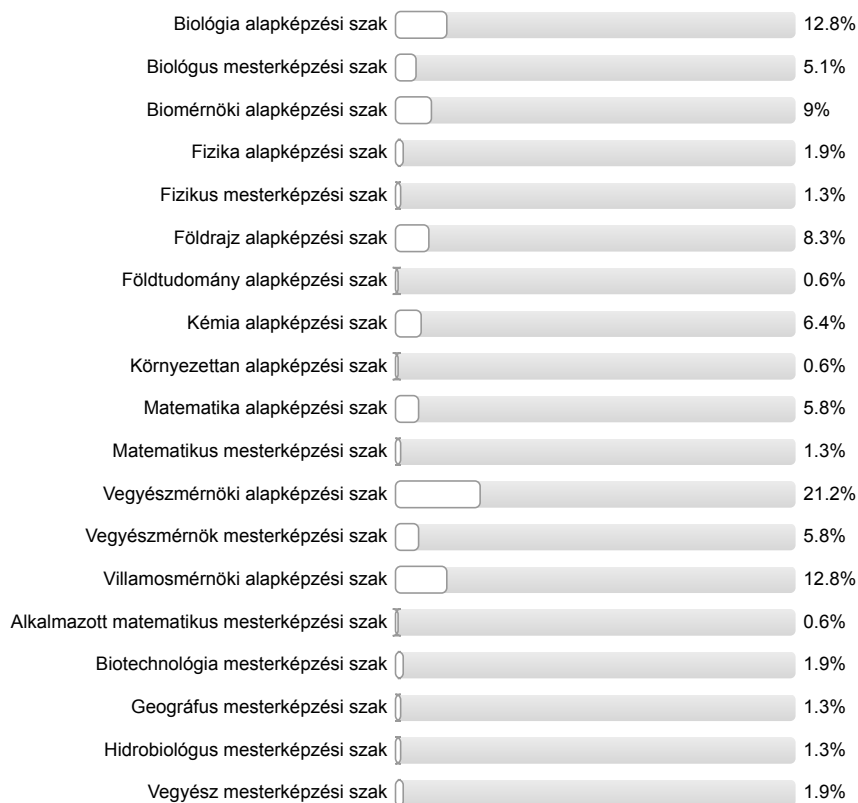 Biológia alapképzési szak 12.8%
Biológus mesterképzési szak 5.1%
Biomérnöki alapképzési szak 9%
Fizika alapképzési szak 1.9%
Fizikus mesterképzési szak 1.3%
Földrajz alapképzési szak 8.3%
Földtudomány alapképzési szak 0.6%
Kémia alapképzési szak 6.4%
Környezettan alapképzési szak 0.6%
Matematika alapképzési szak 5.8%
Matematikus mesterképzési szak 1.3%
Vegyészmérnöki alapképzési szak 21.2%
Vegyészmérnök mesterképzési szak 5.8%
Villamosmérnöki alapképzési szak 12.8%
Alkalmazott matematikus mesterképzési szak 0.6%
Biotechnológia mesterképzési szak 1.9%
Geográfus mesterképzési szak 1.3%
Hidrobiológus mesterképzési szak 1.3%
Vegyész mesterképzési szak 1.9%